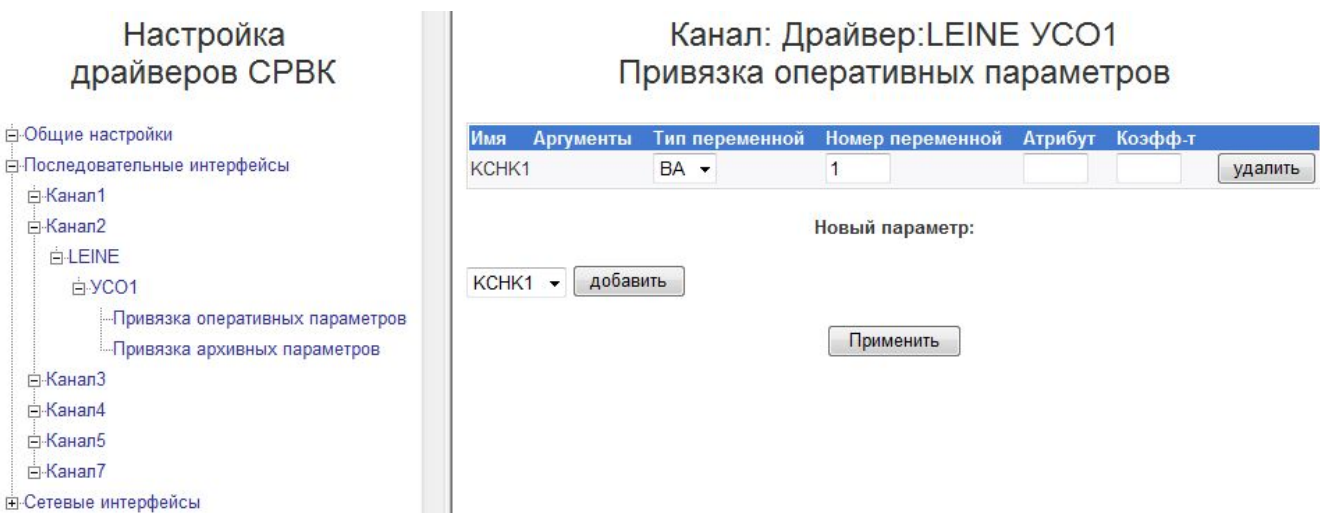 Настройка
драйверов СРВК
Общие настройки
Последовательные интерфейсы
Канал1
Канал2
LEINE
УСО1
Привязка оперативных параметров
Привязка архивных параметров
Канал3
Канал4
Канал5
Канал7
Сетевые интерфейсы
Канал: Драйвер:LEINE УСО1
Привязка оперативных параметров
Имя Аргументы Тип переменной Номер переменной Атрибут Коэфф-т
KCHK1 ВА 1 удалить
Новый параметр:
KCHK1 добавить
Применить